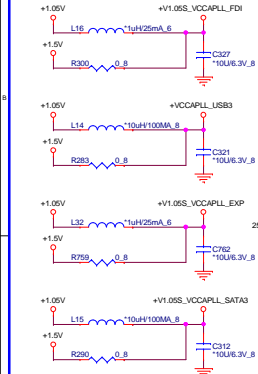 +1.05V +V1.05S_VCCAPLL_FDI
L16 *1uH/25mA_6
+1.5V
C327
R300 0_8 *10U/6.3V_8
B
+1.05V +VCCAPLL_USB3
L14 *10uH/100MA_8
+1.5V
C321
R283 0_8 *10U/6.3V_8
+1.05V +V1.05S_VCCAPLL_EXP
L32 *1uH/25mA_6
25
+1.5V
C762
R759 0_8 *10U/6.3V_8
+1.05V +V1.05S_VCCAPLL_SATA3
L15 *10uH/100MA_8
+1.5V
C312
R290 0_8 *10U/6.3V_8